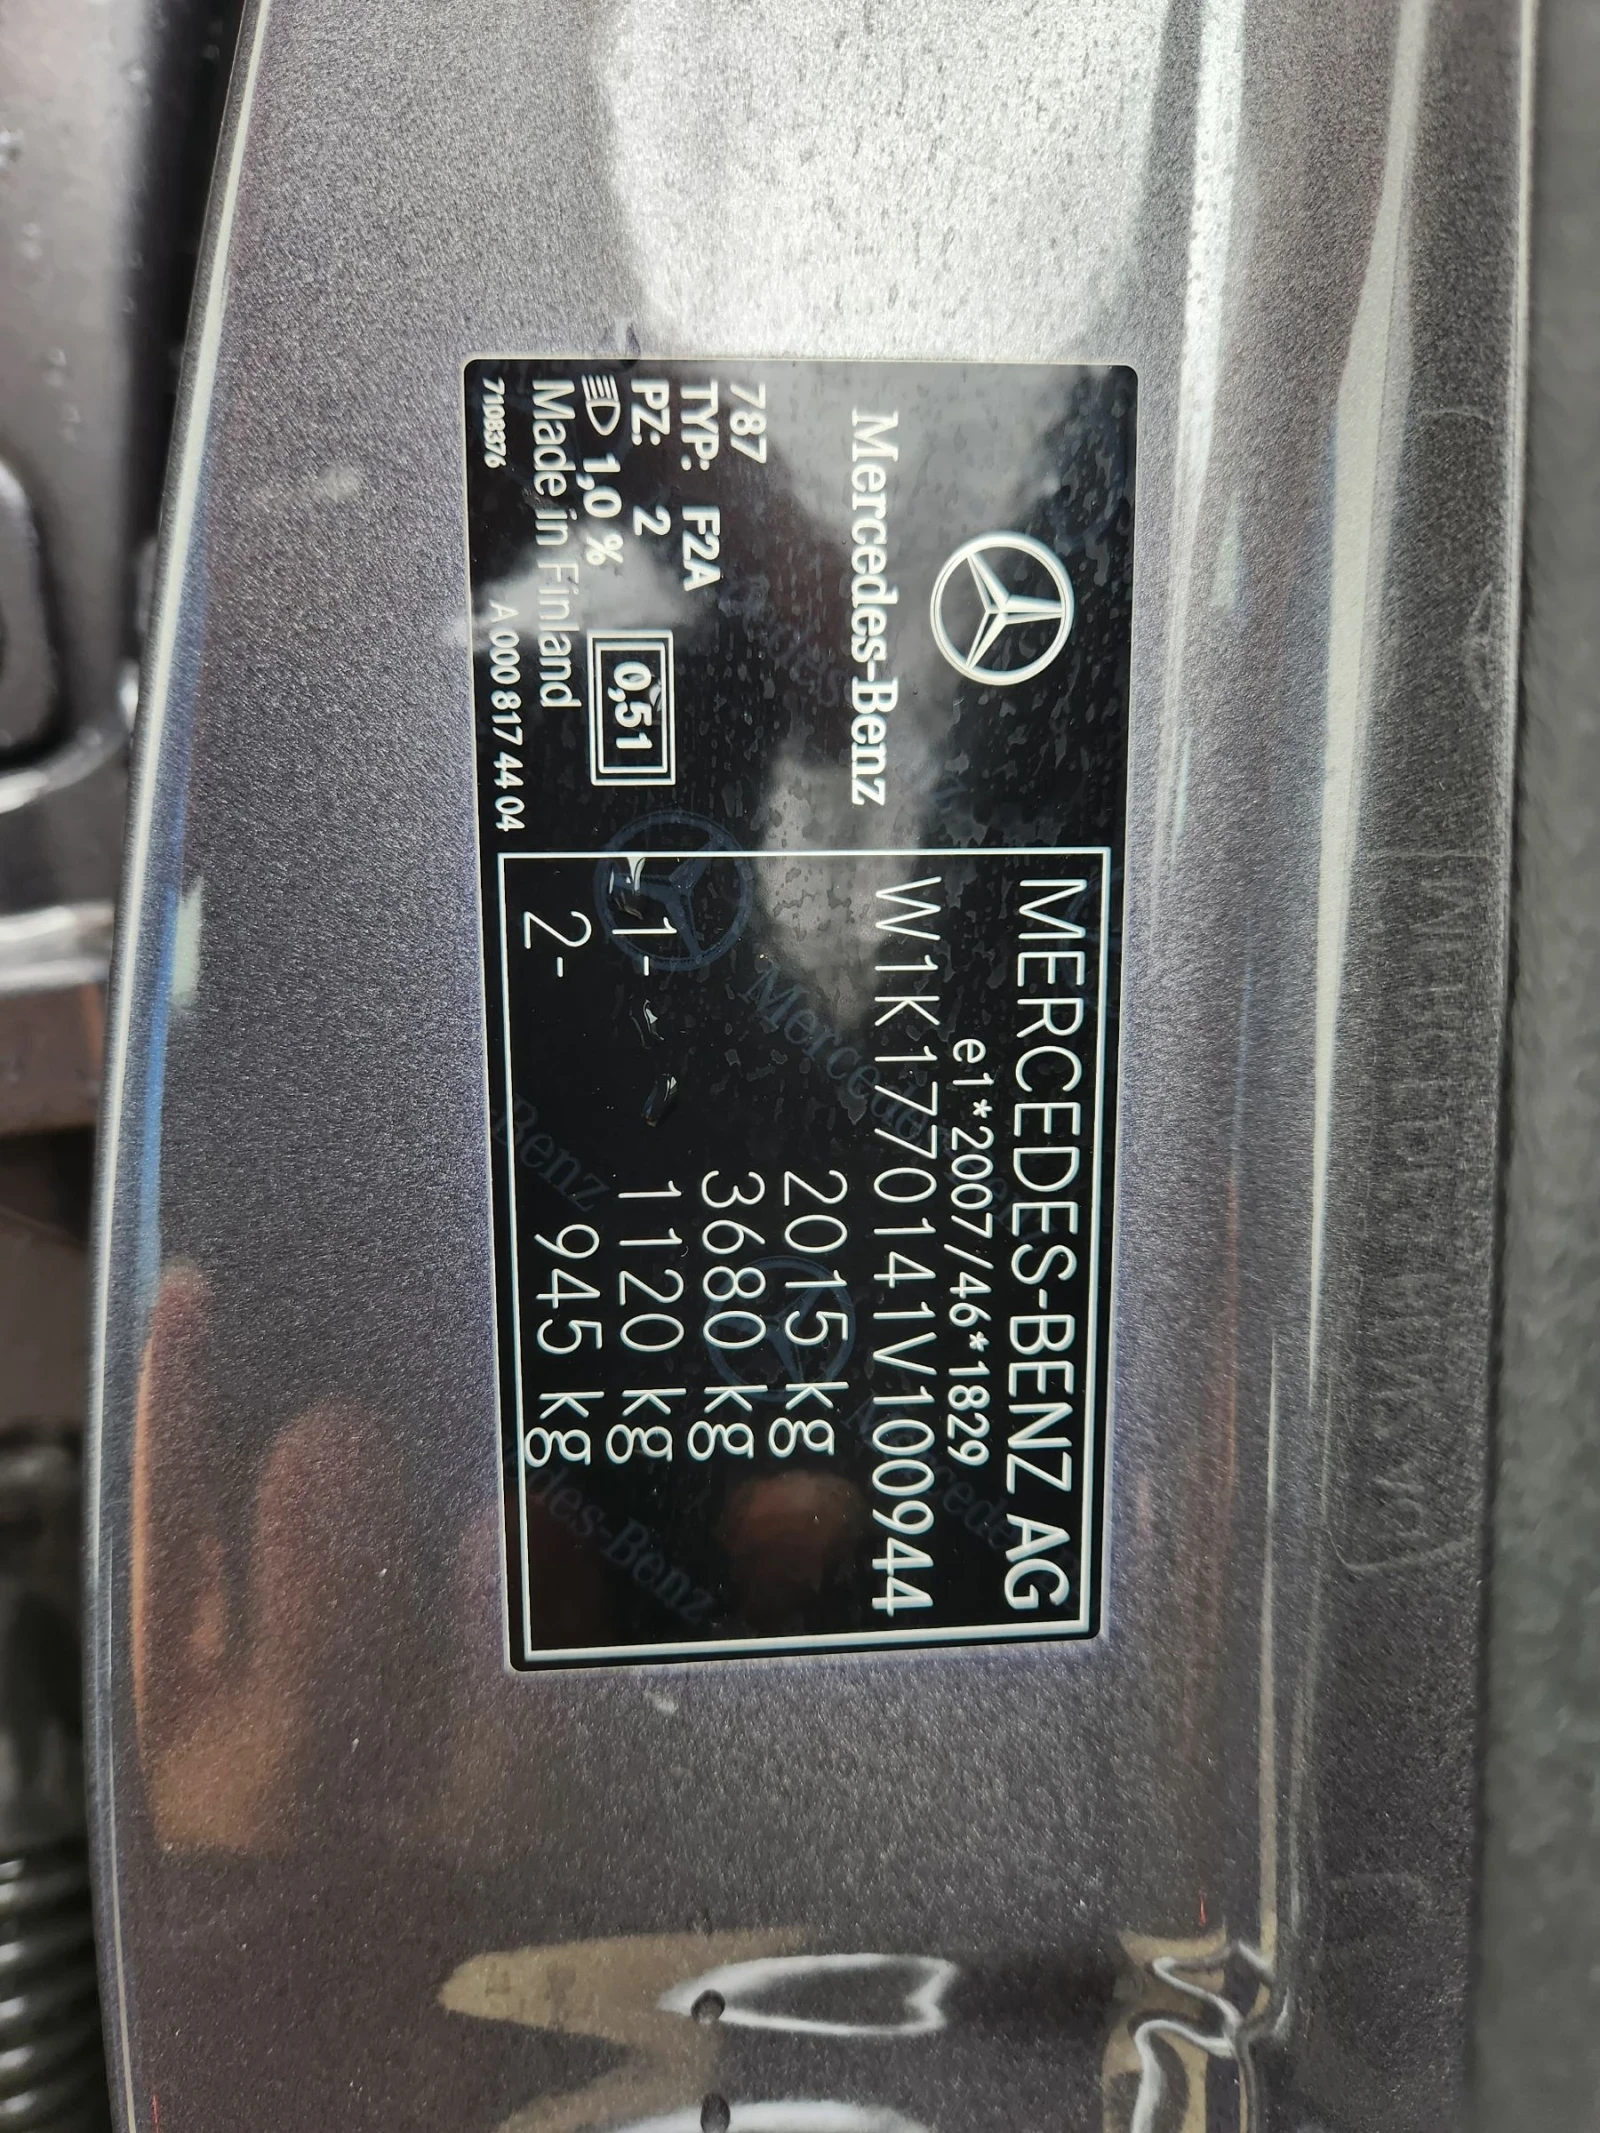 Mercedes-Benz
787
TYP: F2A
PZ: 2
1,0 %
0,51
Made in Finland
7108376 A 000 817 44 04
MERCEDES-BENZ AG
e1*2007/46*1829
W1K1770141V100944
2015 kg
3680 kg
1- 1120 kg
2- 945 kg